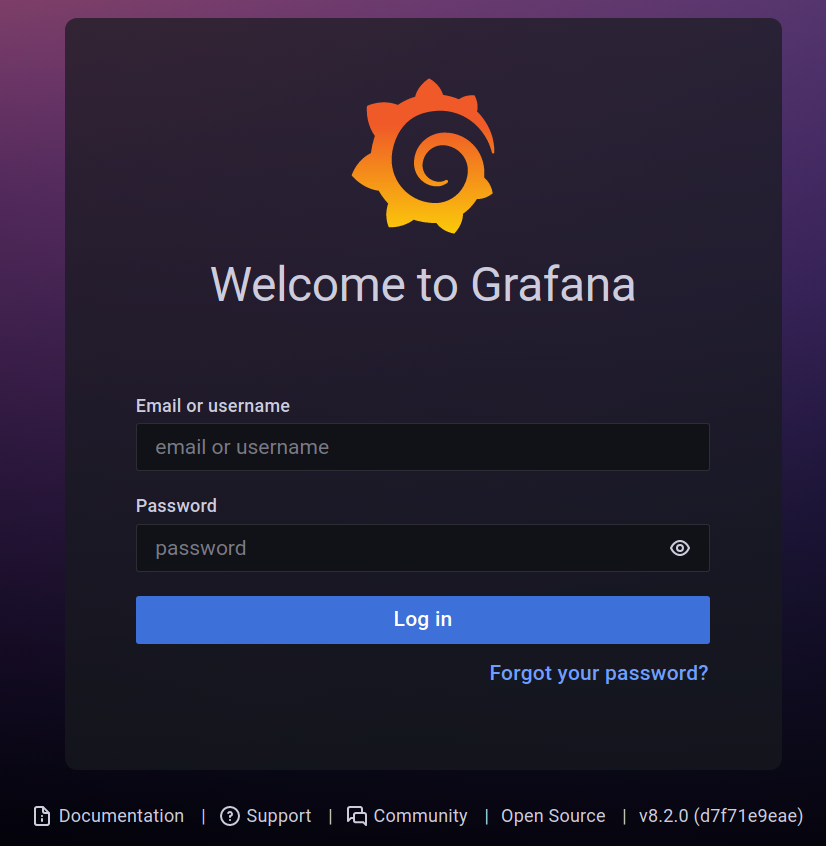 Welcome to Grafana
Email or username
email or username
Password
password
Log in
Forgot your password?
Documentation | Support | Community | Open Source | v8.2.0 (d7f71e9eae)